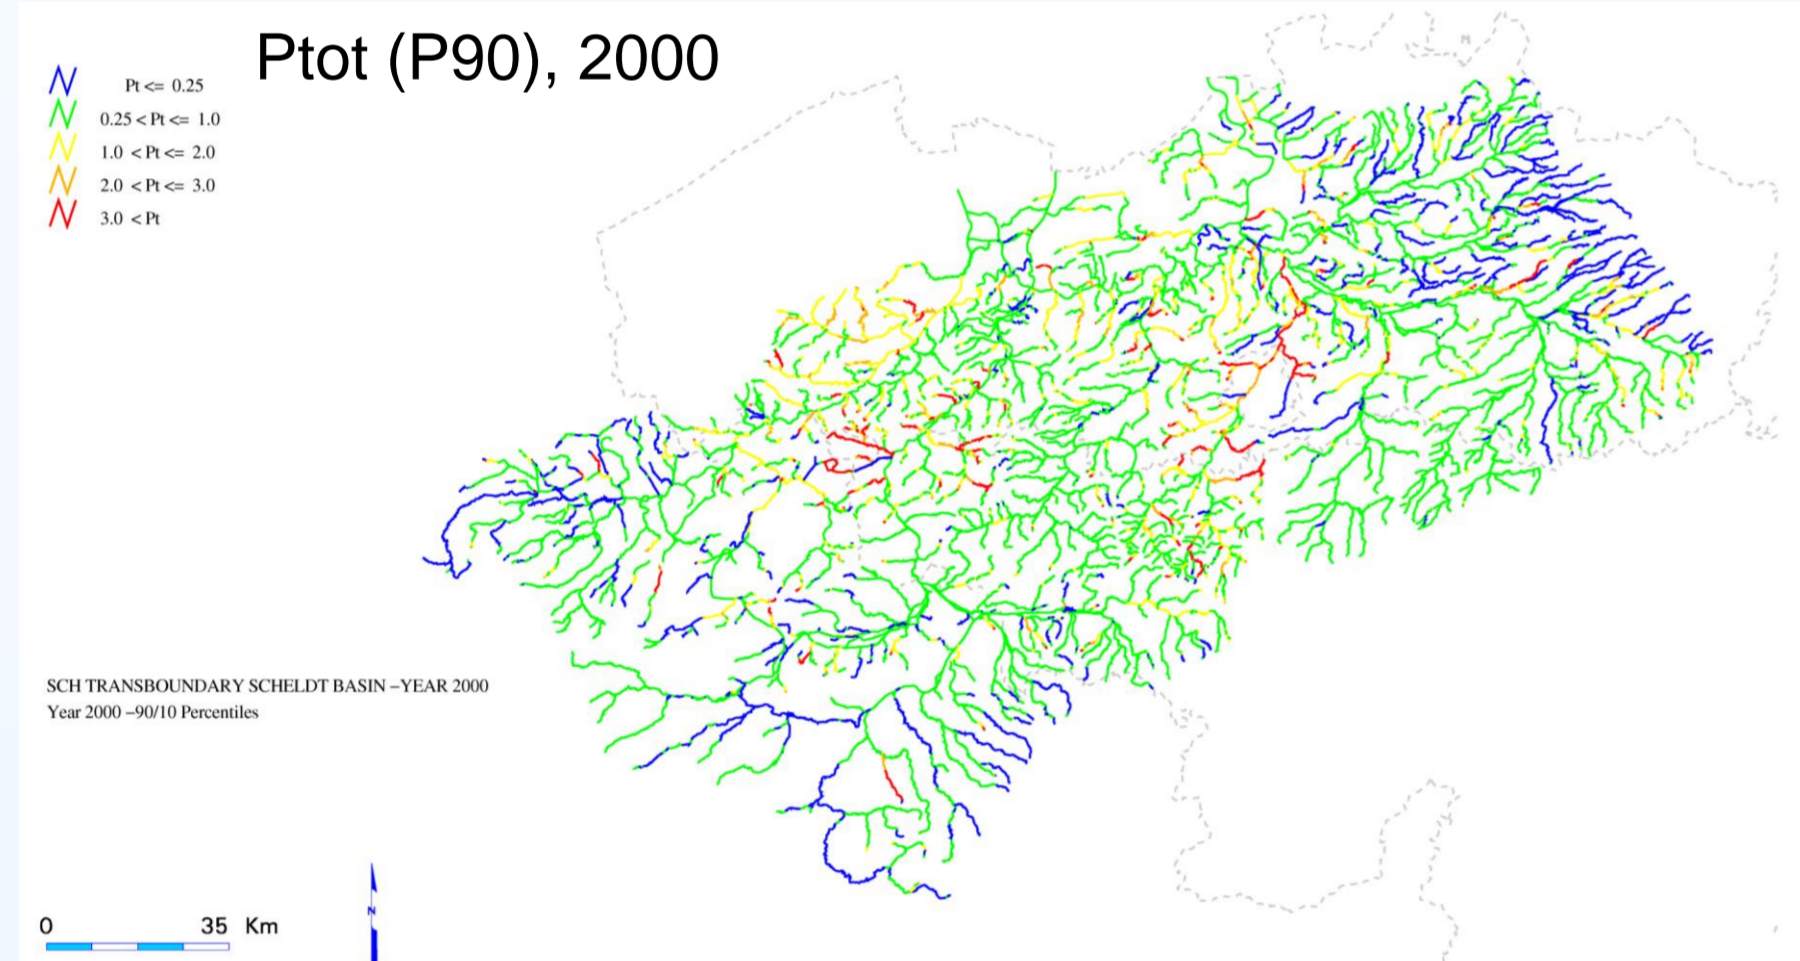 Ptot (P90), 2000
Pt <= 0.25
0.25 < Pt <= 1.0
1.0 < Pt <= 2.0
2.0 < Pt <= 3.0
3.0 < Pt
SCH TRANSBOUNDARY SCHELDT BASIN –YEAR 2000
Year 2000 –90/10 Percentiles
0 35 Km
N